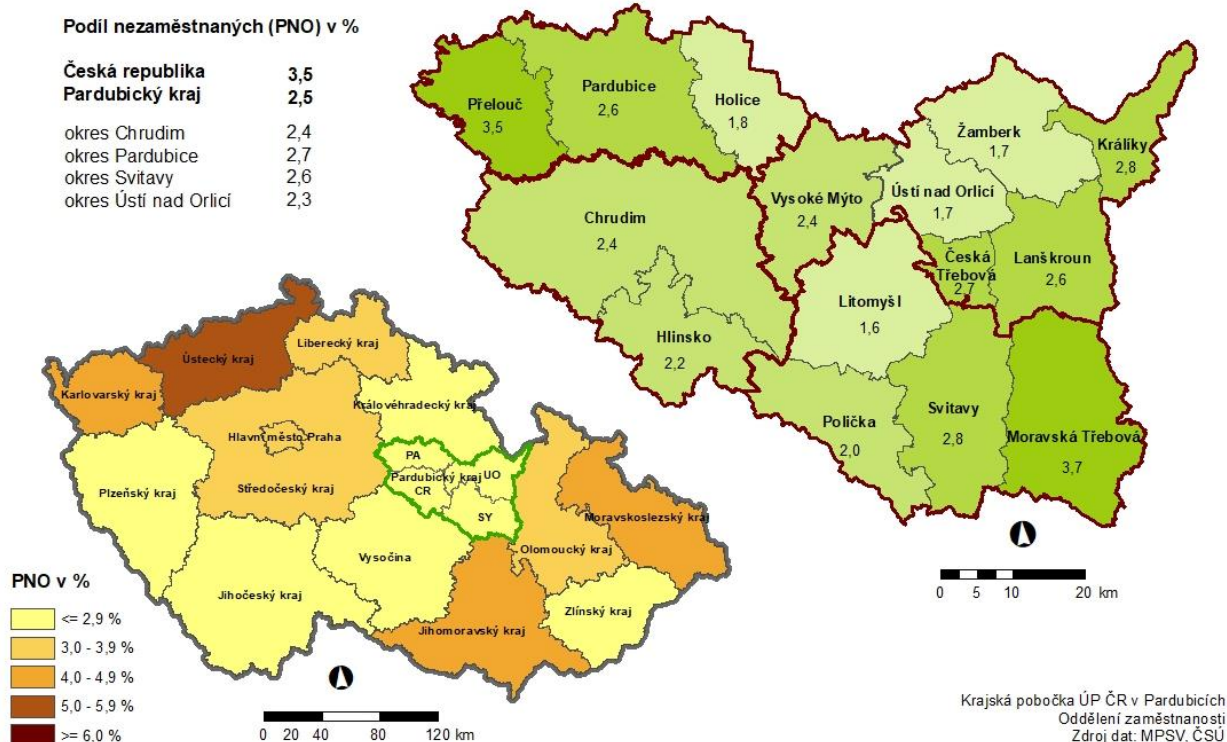 Podíl nezaměstnaných (PNO) v %
Česká republika 3,5
Pardubický kraj 2,5
okres Chrudim 2,4
okres Pardubice 2,7
okres Svitavy 2,6
okres Ústí nad Orlicí 2,3
Přelouč
3,5
Pardubice
2,6
Holice
1,8
Žamberk
1,7
Králíky
2,8
Vysoké Mýto
2,4
Ústí nad Orlicí
1,7
Chrudim
2,4
Česká
Třebová
2,7
Lanškroun
2,6
Litomyšl
1,6
Hlinsko
2,2
Polička
2,0
Svitavy
2,8
Moravská Třebová
3,7
0 5 10 20 km
Ústecký kraj
Liberecký kraj
Karlovarský kraj
Královéhradecký kraj
Hlavní město Praha
PA
UO
Pardubický kraj
CR
SY
Plzeňský kraj
Středočeský kraj
Moravskoslezský kraj
Olomoucký kraj
Vysočina
Jihočeský kraj
Zlínský kraj
Jihomoravský kraj
PNO v %
<= 2,9 %
3,0 - 3,9 %
4,0 - 4,9 %
5,0 - 5,9 %
>= 6,0 %
0 20 40 80 120 km
Krajská pobočka ÚP ČR v Pardubicích
Oddělení zaměstnanosti
Zdroj dat: MPSV, ČSÚ